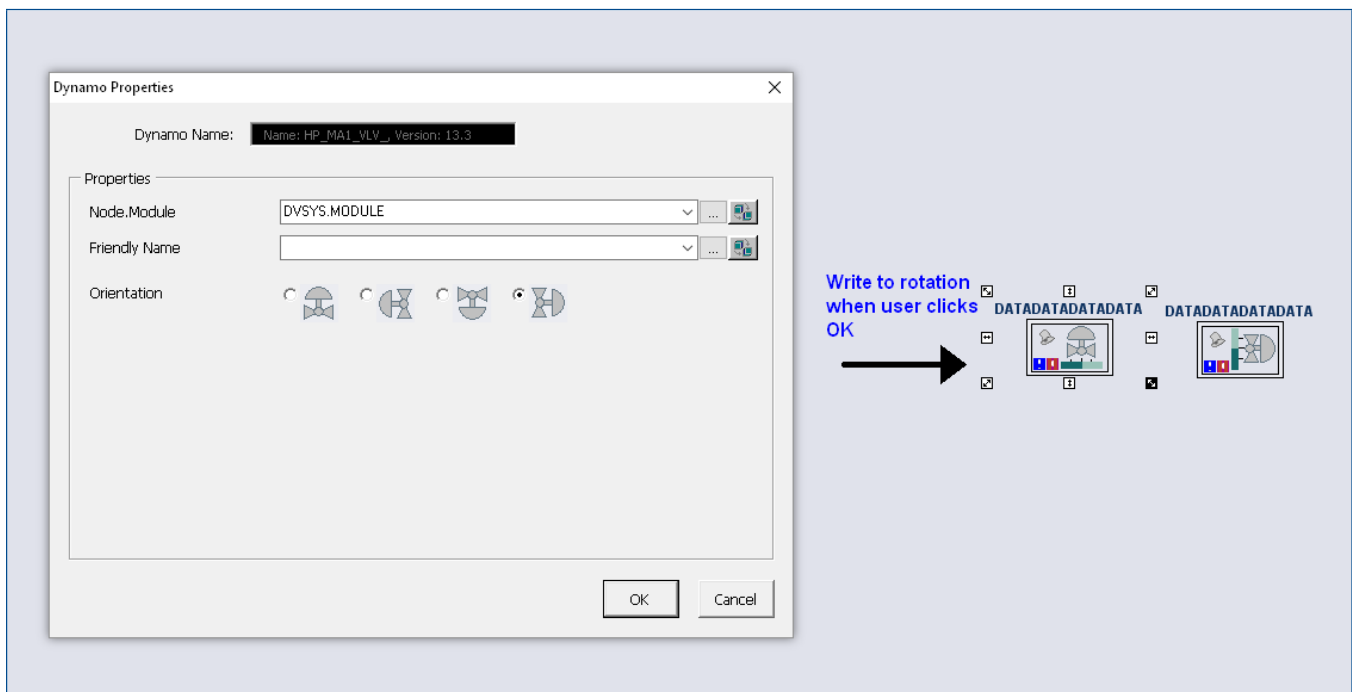 Dynamo Properties
Dynamo Name:
Name: HP_MA1_VLV_, Version: 13.3
Properties
Node.Module
DVSYS.MODULE
...
Friendly Name
...
Orientation
OK
Cancel
Write to rotation
when user clicks
OK
DATADATADATADATA
DATADATADATADATA